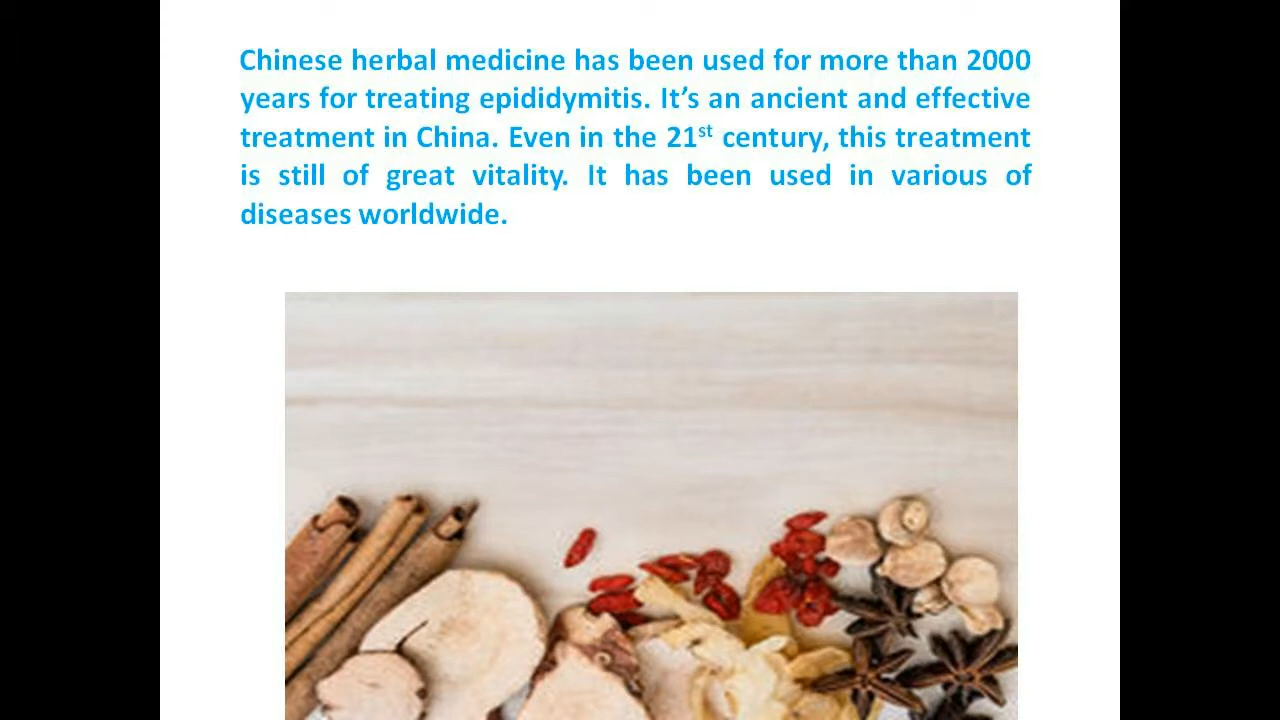 Chinese herbal medicine has been used for more than 2000
years for treating epididymitis. It’s an ancient and effective
treatment in China. Even in the 21st century, this treatment
is still of great vitality. It has been used in various of
diseases worldwide.